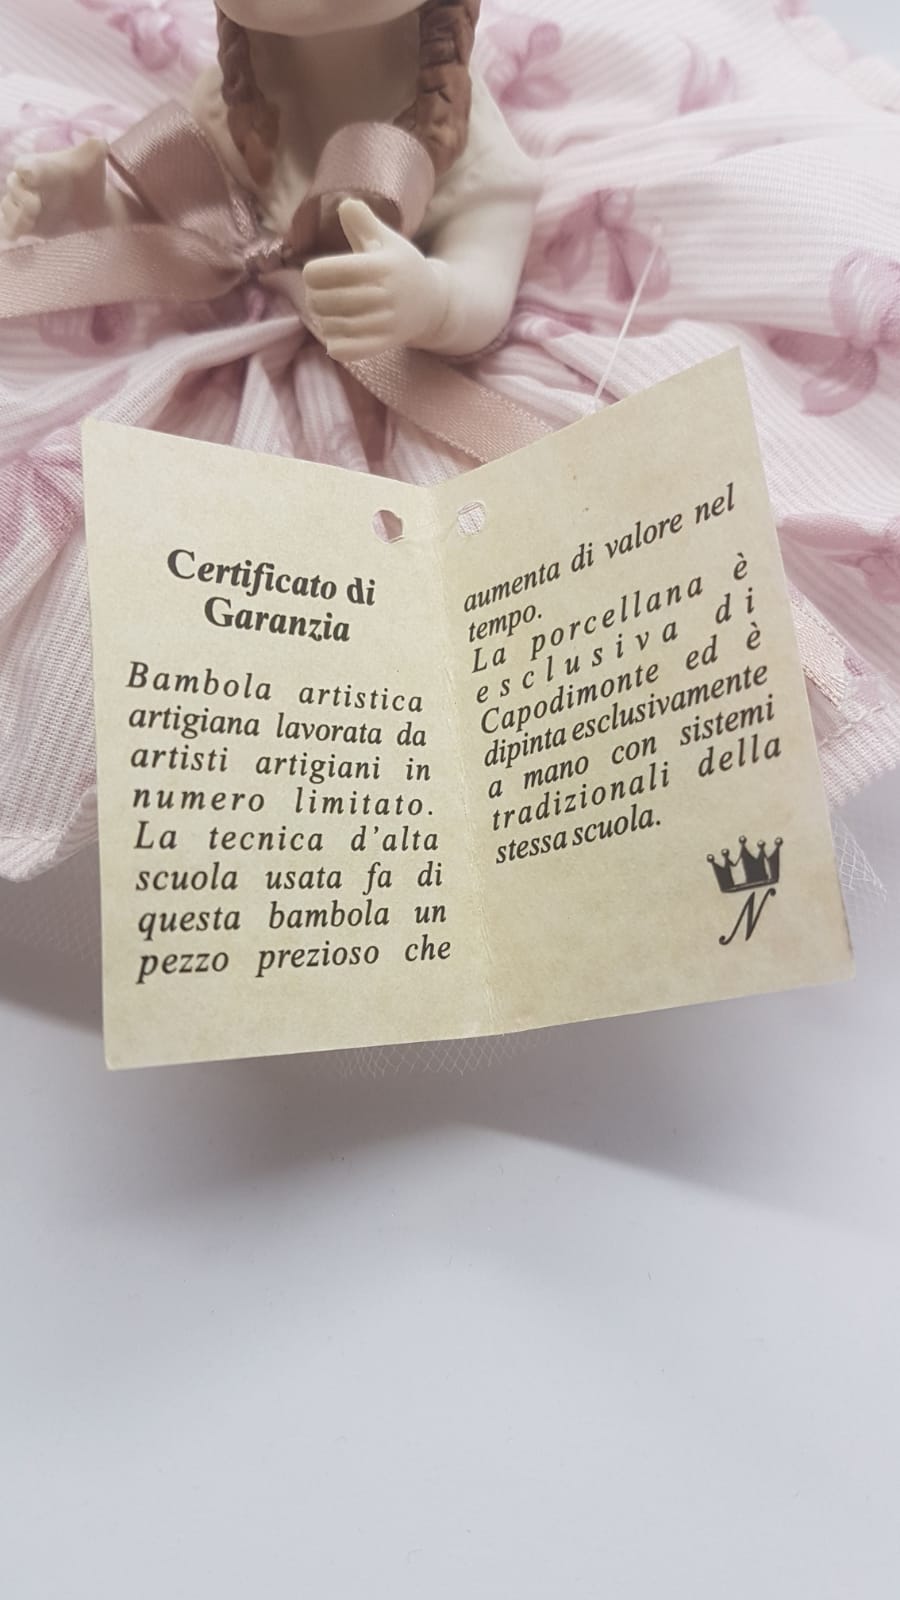 Certificato di
Garanzia
Bambola artistica
artigiana lavorata da
artisti artigiani in
numero limitato.
La tecnica d'alta
scuola usata fa di
questa bambola un
pezzo prezioso che
aumenta di valore nel
tempo.
La porcellana è
esclusiva di
Capodimonte ed è
dipinta esclusivamente
a mano con sistemi
tradizionali della
stessa scuola.
N